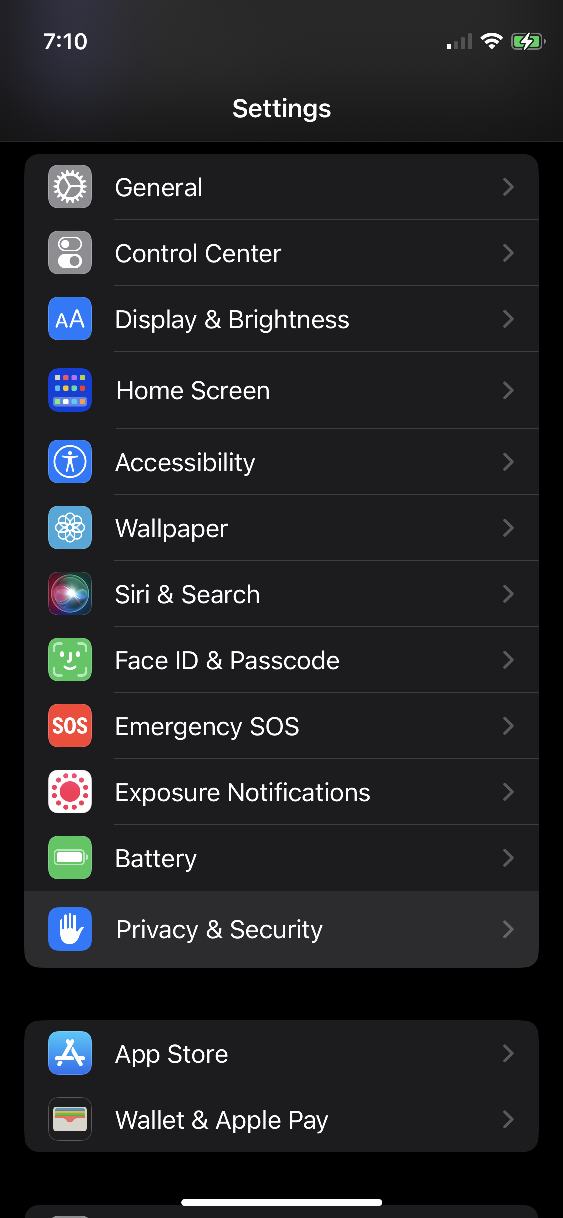 7:10
Settings
General
Control Center
AA Display & Brightness
Home Screen
Accessibility
Wallpaper
Siri & Search
Face ID & Passcode
SOS Emergency SOS
Exposure Notifications
Battery
Privacy & Security
App Store
Wallet & Apple Pay